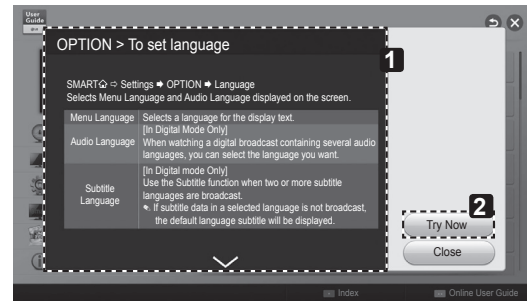 User
Guide
OPTION > To set language
1
SMART ⇨ Settings ➡ OPTION ➡ Language
Selects Menu Language and Audio Language displayed on the screen.
Menu Language Selects a language for the display text.
Audio Language
[In Digital Mode Only]
When watching a digital broadcast containing several audio
languages, you can select the language you want.
Subtitle
Language
[In Digital mode Only]
Use the Subtitle function when two or more subtitle
languages are broadcast.
If subtitle data in a selected language is not broadcast,
the default language subtitle will be displayed.
2
Try Now
Close
Index
Online User Guide